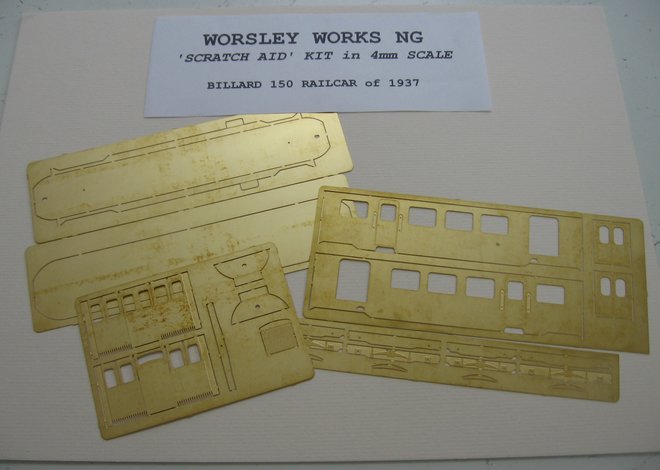 WORSLEY WORKS NG
'SCRATCH AID' KIT in 4mm SCALE
BILLARD 150 RAILCAR of 1937